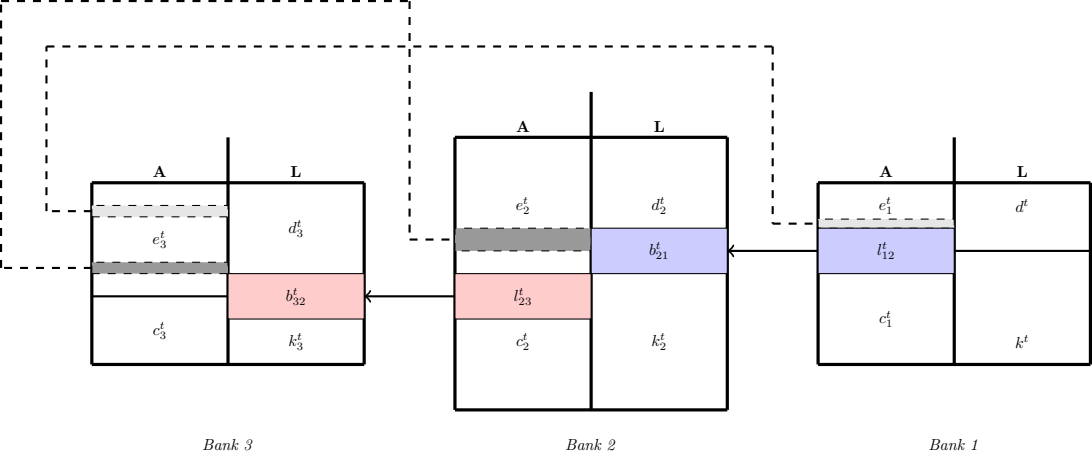 A L
A L
A L
e_2^t d_2^t
e_1^t d^t
d_3^t
e_3^t
b_{21}^t l_{12}^t
b_{32}^t l_{23}^t
c_1^t
c_3^t
k_3^t c_2^t k_2^t k^t
Bank 3 Bank 2 Bank 1